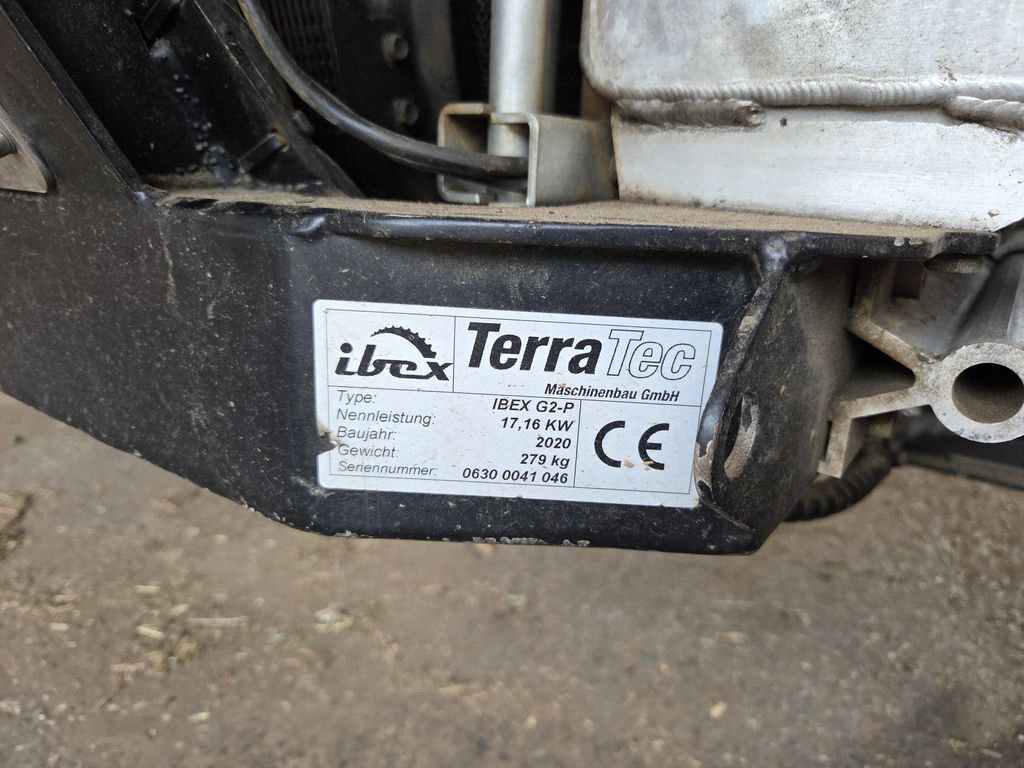 ibex
TerraTec
Maschinenbau GmbH
Type: IBEX G2-P
Nennleistung: 17,16 KW
Baujahr: 2020
Gewicht: 279 kg
Seriennummer: 0630 0041 046
CE